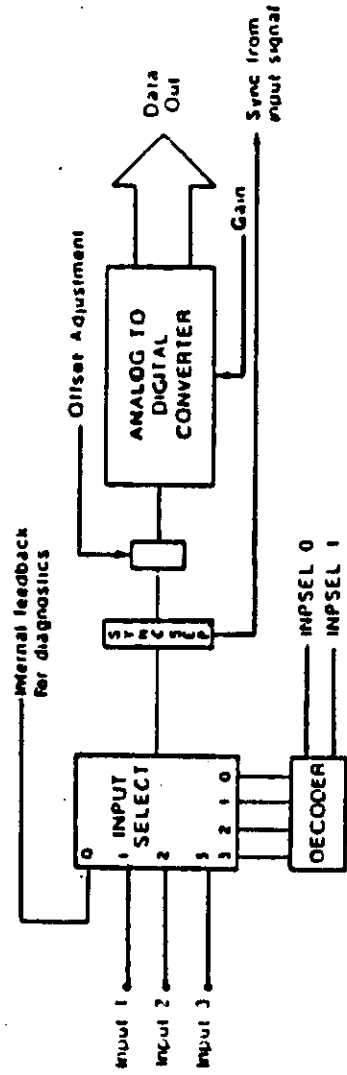 Internal feedback
For diagnostics
Offset Adjustment
Data
Out
0
1
2
3
INPUT
SELECT
3 2 1 0
SYNC SEP
ANALOG TO
DIGITAL
CONVERTER
Input 1
Input 2
Input 3
DECODER
INPSEL 0
INPSEL 1
Gain
Sync from
input signal